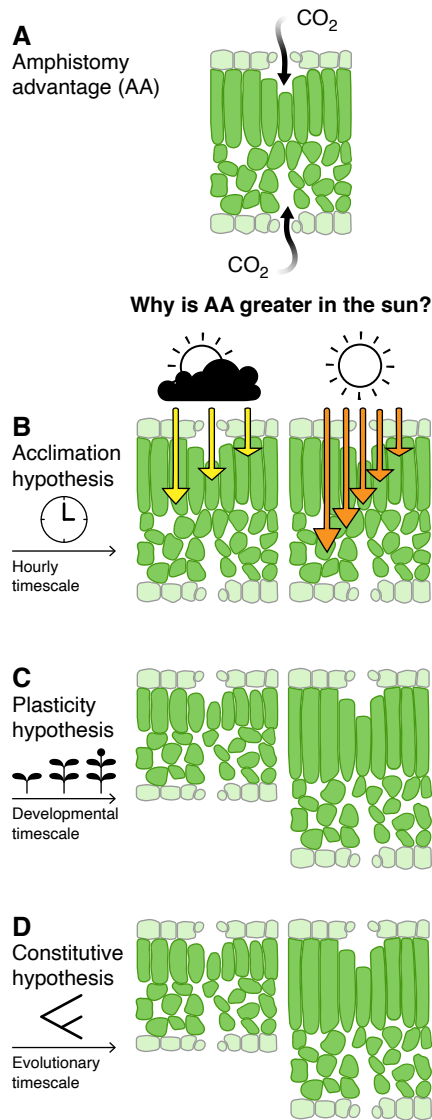 CO₂
A
Amphistomy
advantage (AA)
CO₂
Why is AA greater in the sun?
B
Acclimation
hypothesis
Hourly
timescale
C
Plasticity
hypothesis
Developmental
timescale
D
Constitutive
hypothesis
Evolutionary
timescale